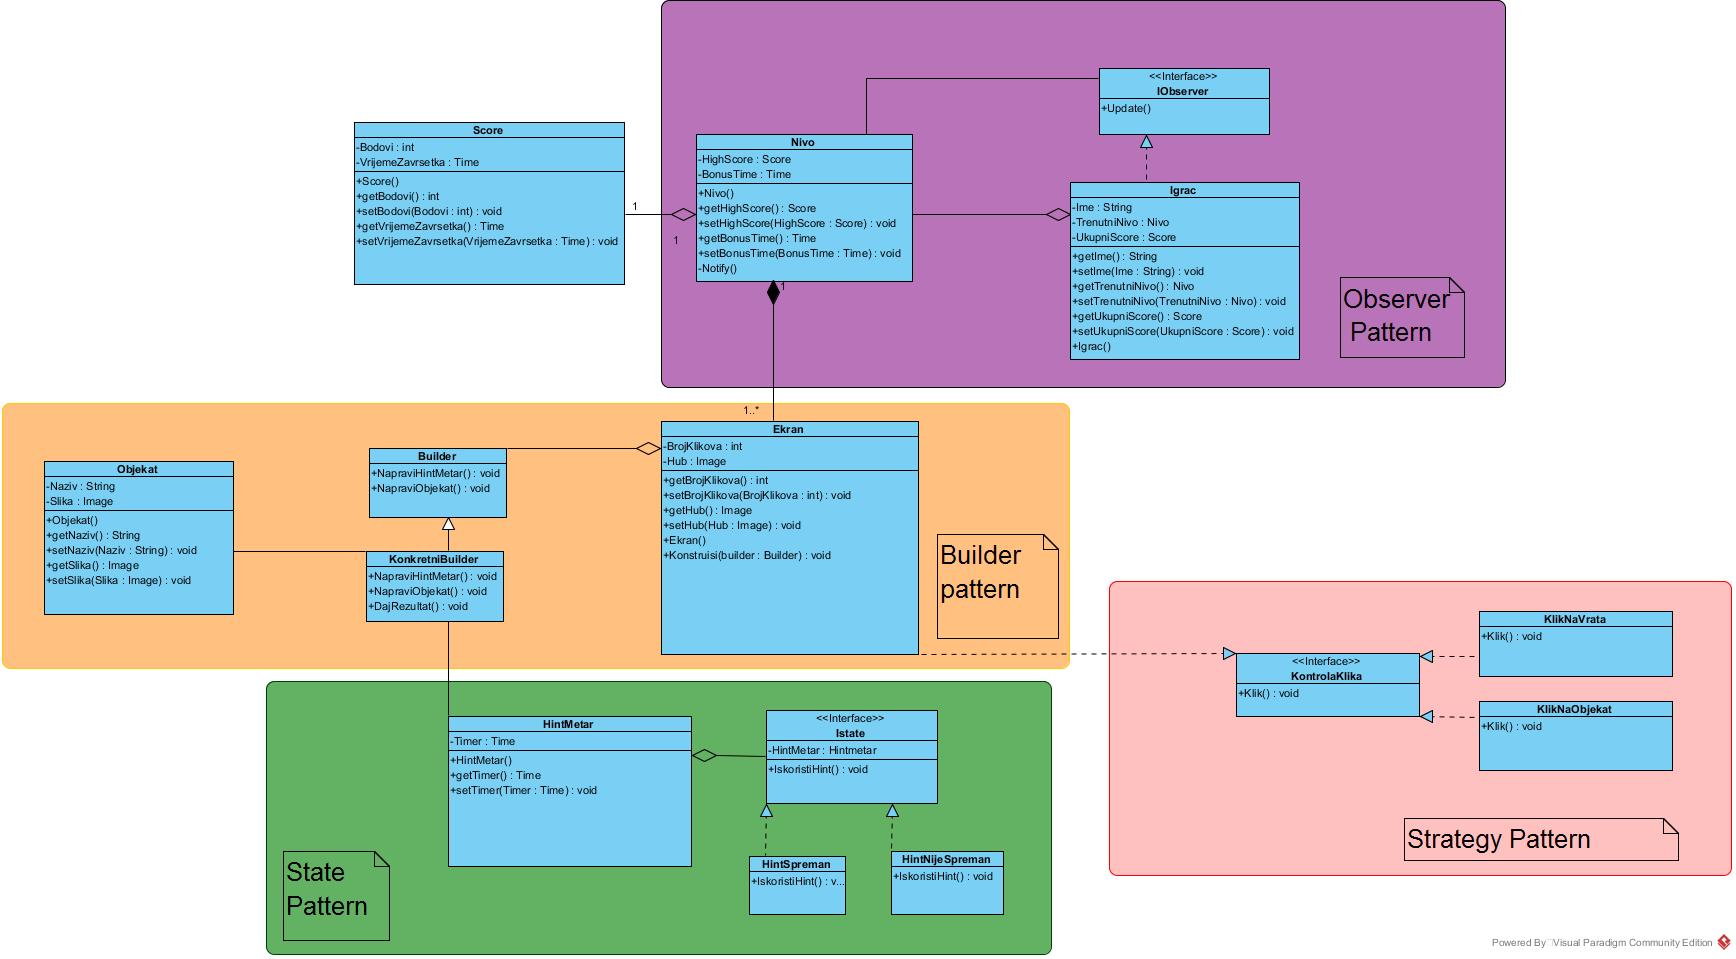 <<Interface>>
IObserver
+Update()
Score
-Bodovi : int
-VrijemeZavrsetka : Time
+Score()
+getBodovi() : int
+setBodovi(Bodovi : int) : void
+getVrijemeZavrsetka() : Time
+setVrijemeZavrsetka(VrijemeZavrsetka : Time) : void
1
1
Nivo
-HighScore : Score
-BonusTime : Time
+Nivo()
+getHighScore() : Score
+setHighScore(HighScore : Score) : void
+getBonusTime() : Time
+setBonusTime(BonusTime : Time) : void
-Notify()
1
1..*
Igrac
-Ime : String
-TrenutniNivo : Nivo
-UkupniScore : Score
+getIme() : String
+setIme(Ime : String) : void
+getTrenutniNivo() : Nivo
+setTrenutniNivo(TrenutniNivo : Nivo) : void
+getUkupniScore() : Score
+setUkupniScore(UkupniScore : Score) : void
+Igrac()
Observer
Pattern
Objekat
-Naziv : String
-Slika : Image
+Objekat()
+getNaziv() : String
+setNaziv(Naziv : String) : void
+getSlika() : Image
+setSlika(Slika : Image) : void
Builder
+NapraviHintMetar() : void
+NapraviObjekat() : void
KonkretniBuilder
+NapraviHintMetar() : void
+NapraviObjekat() : void
+DajRezultat() : void
Ekran
-BrojKlikova : int
-Hub : Image
+getBrojKlikova() : int
+setBrojKlikova(BrojKlikova : int) : void
+getHub() : Image
+setHub(Hub : Image) : void
+Ekran()
+Konstruisi(builder : Builder) : void
Builder
pattern
KlikNaVrata
+Klik() : void
<<Interface>>
KontrolaKlika
+Klik() : void
KlikNaObjekat
+Klik() : void
Strategy Pattern
HintMetar
-Timer : Time
+HintMetar()
+getTimer() : Time
+setTimer(Timer : Time) : void
<<Interface>>
Istate
-HintMetar : Hintmetar
+IskoristiHint() : void
HintSpreman
+IskoristiHint() : v...
HintNijeSpreman
+IskoristiHint() : void
State
Pattern
Powered By Visual Paradigm Community Edition